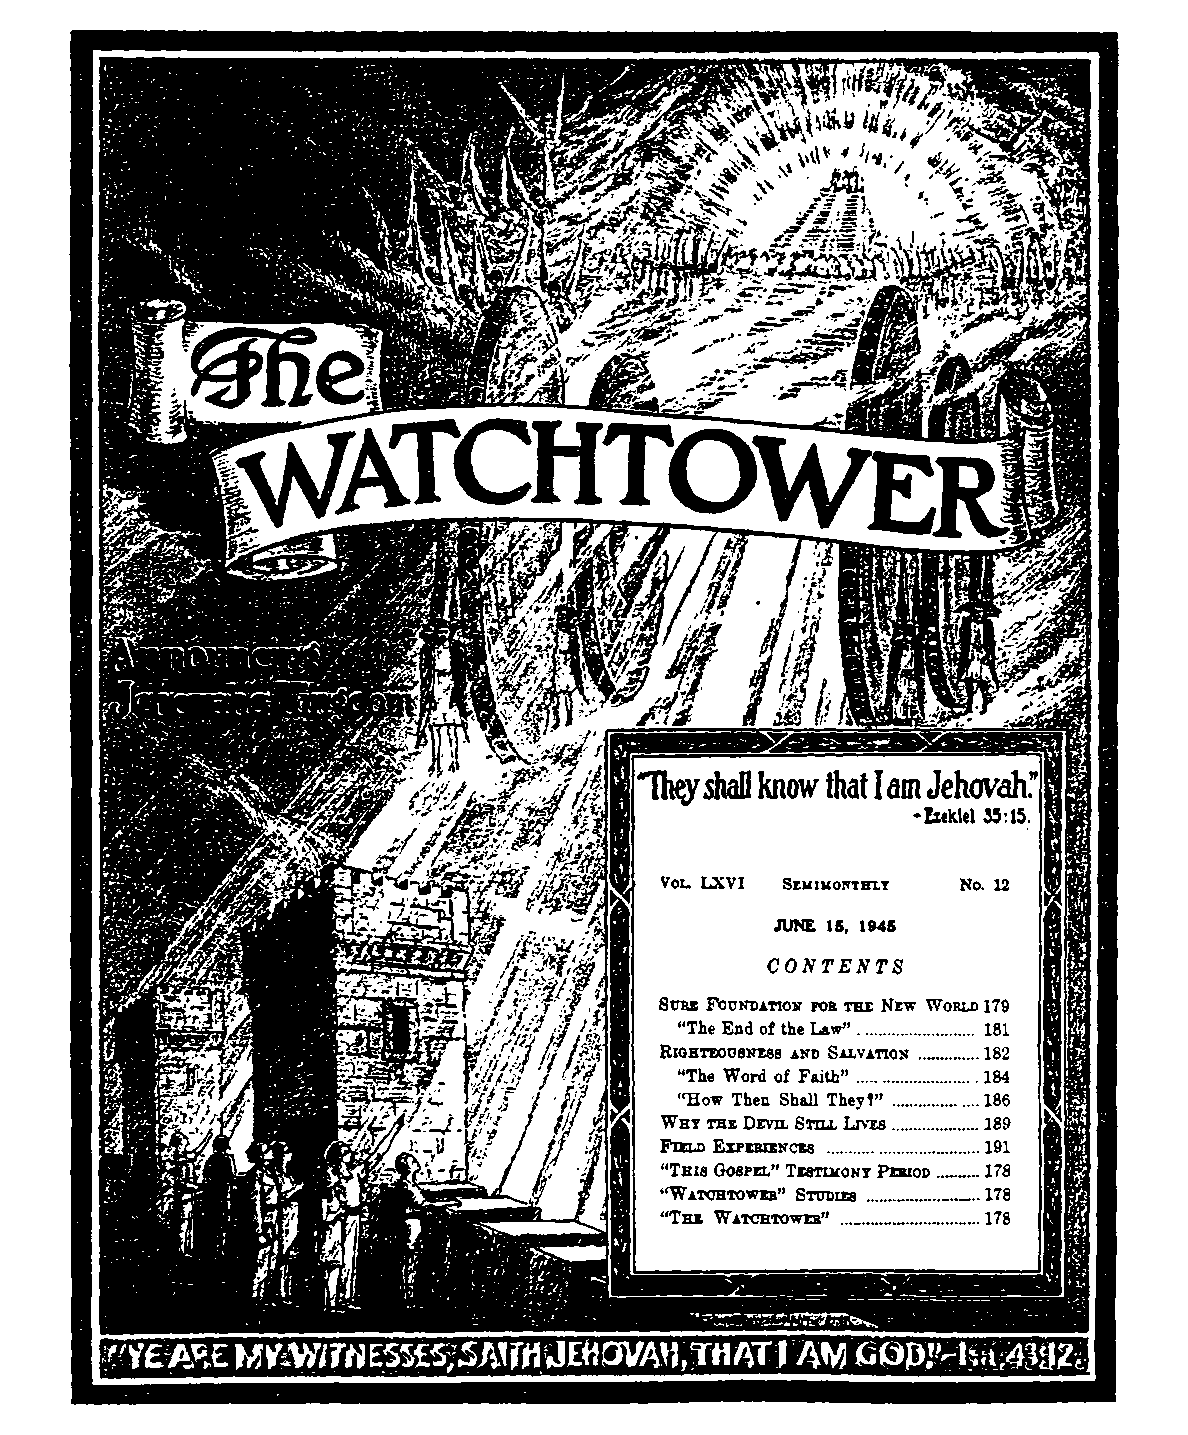 The
WATCHTOWER
Announcing
Jehovah's Kingdom
"They shall know that I am Jehovah."
-Ezekiel 35:15.
VOL. LXVI SEMIMONTHLY No. 12
JUNE 15, 1945
CONTENTS
SURE FOUNDATION FOR THE NEW WORLD 179
"The End of the Law" ........................ 181
RIGHTEOUSNESS AND SALVATION ............. 182
"The Word of Faith" ......................... 184
"How Then Shall They?" ................... 186
WHY THE DEVIL STILL LIVES ................... 189
FIELD EXPERIENCES ................................ 191
"THIS GOSPEL" TESTIMONY PERIOD ......... 178
"WATCHTOWER" STUDIES ........................ 178
"THE WATCHTOWER" .............................. 178
"YE ARE MY WITNESSES, SAITH JEHOVAH, THAT I AM GOD."-Isa. 43:12.